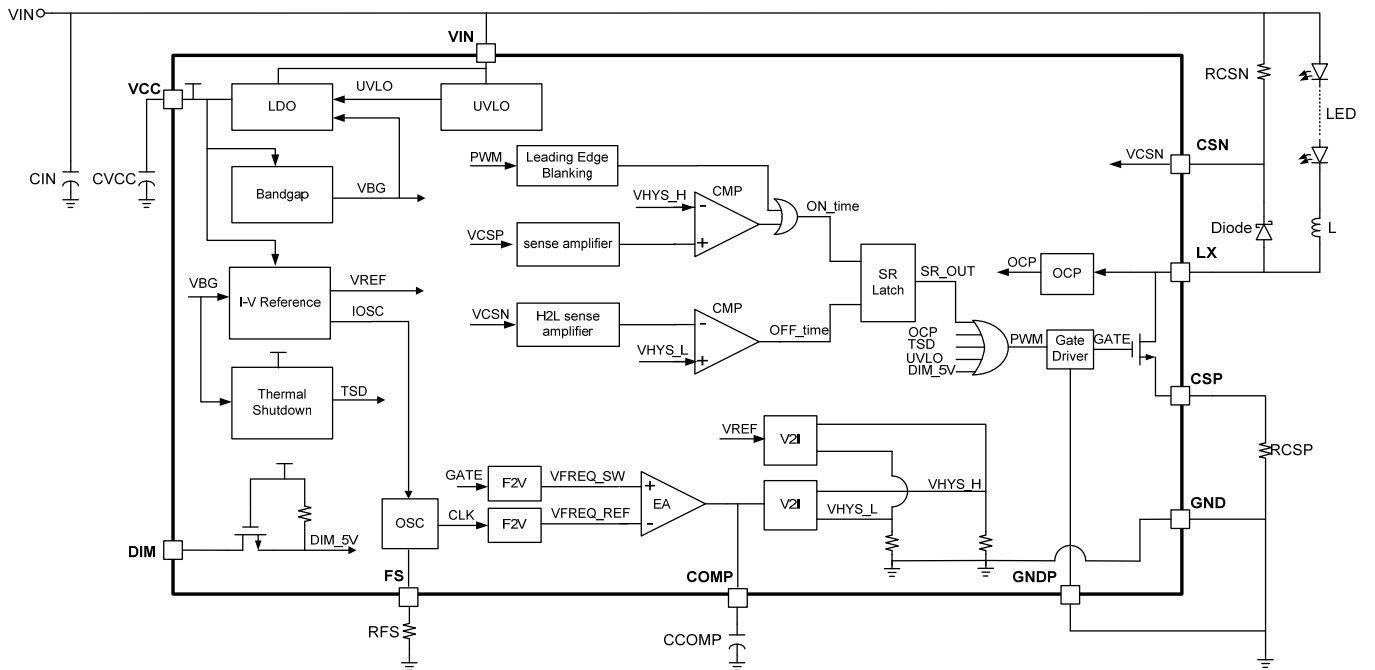 VIN
VIN
VCC
UVLO
LDO
UVLO
RCSN
LED
CIN
CVCC
Bandgap
VBG
PWM
Leading Edge
Blanking
VCSN
CSN
VHYS_H
CMP
ON_time
VCSP
sense amplifier
Diode
L
LX
OCP
OCP
SR
Latch
SR_OUT
VBG
I-V Reference
VREF
IOSC
VCSN
H2L sense
amplifier
CMP
OFF_time
VHYS_L
OCP
TSD
UVLO
DIM_5V
PWM
Gate
Driver
GATE
CSP
Thermal
Shutdown
TSD
VREF
V2I
RCSP
GATE
F2V
VFREQ_SW
EA
V2I
VHYS_H
VHYS_L
OSC
CLK
F2V
VFREQ_REF
GND
DIM
DIM_5V
FS
COMP
GNDP
RFS
CCOMP